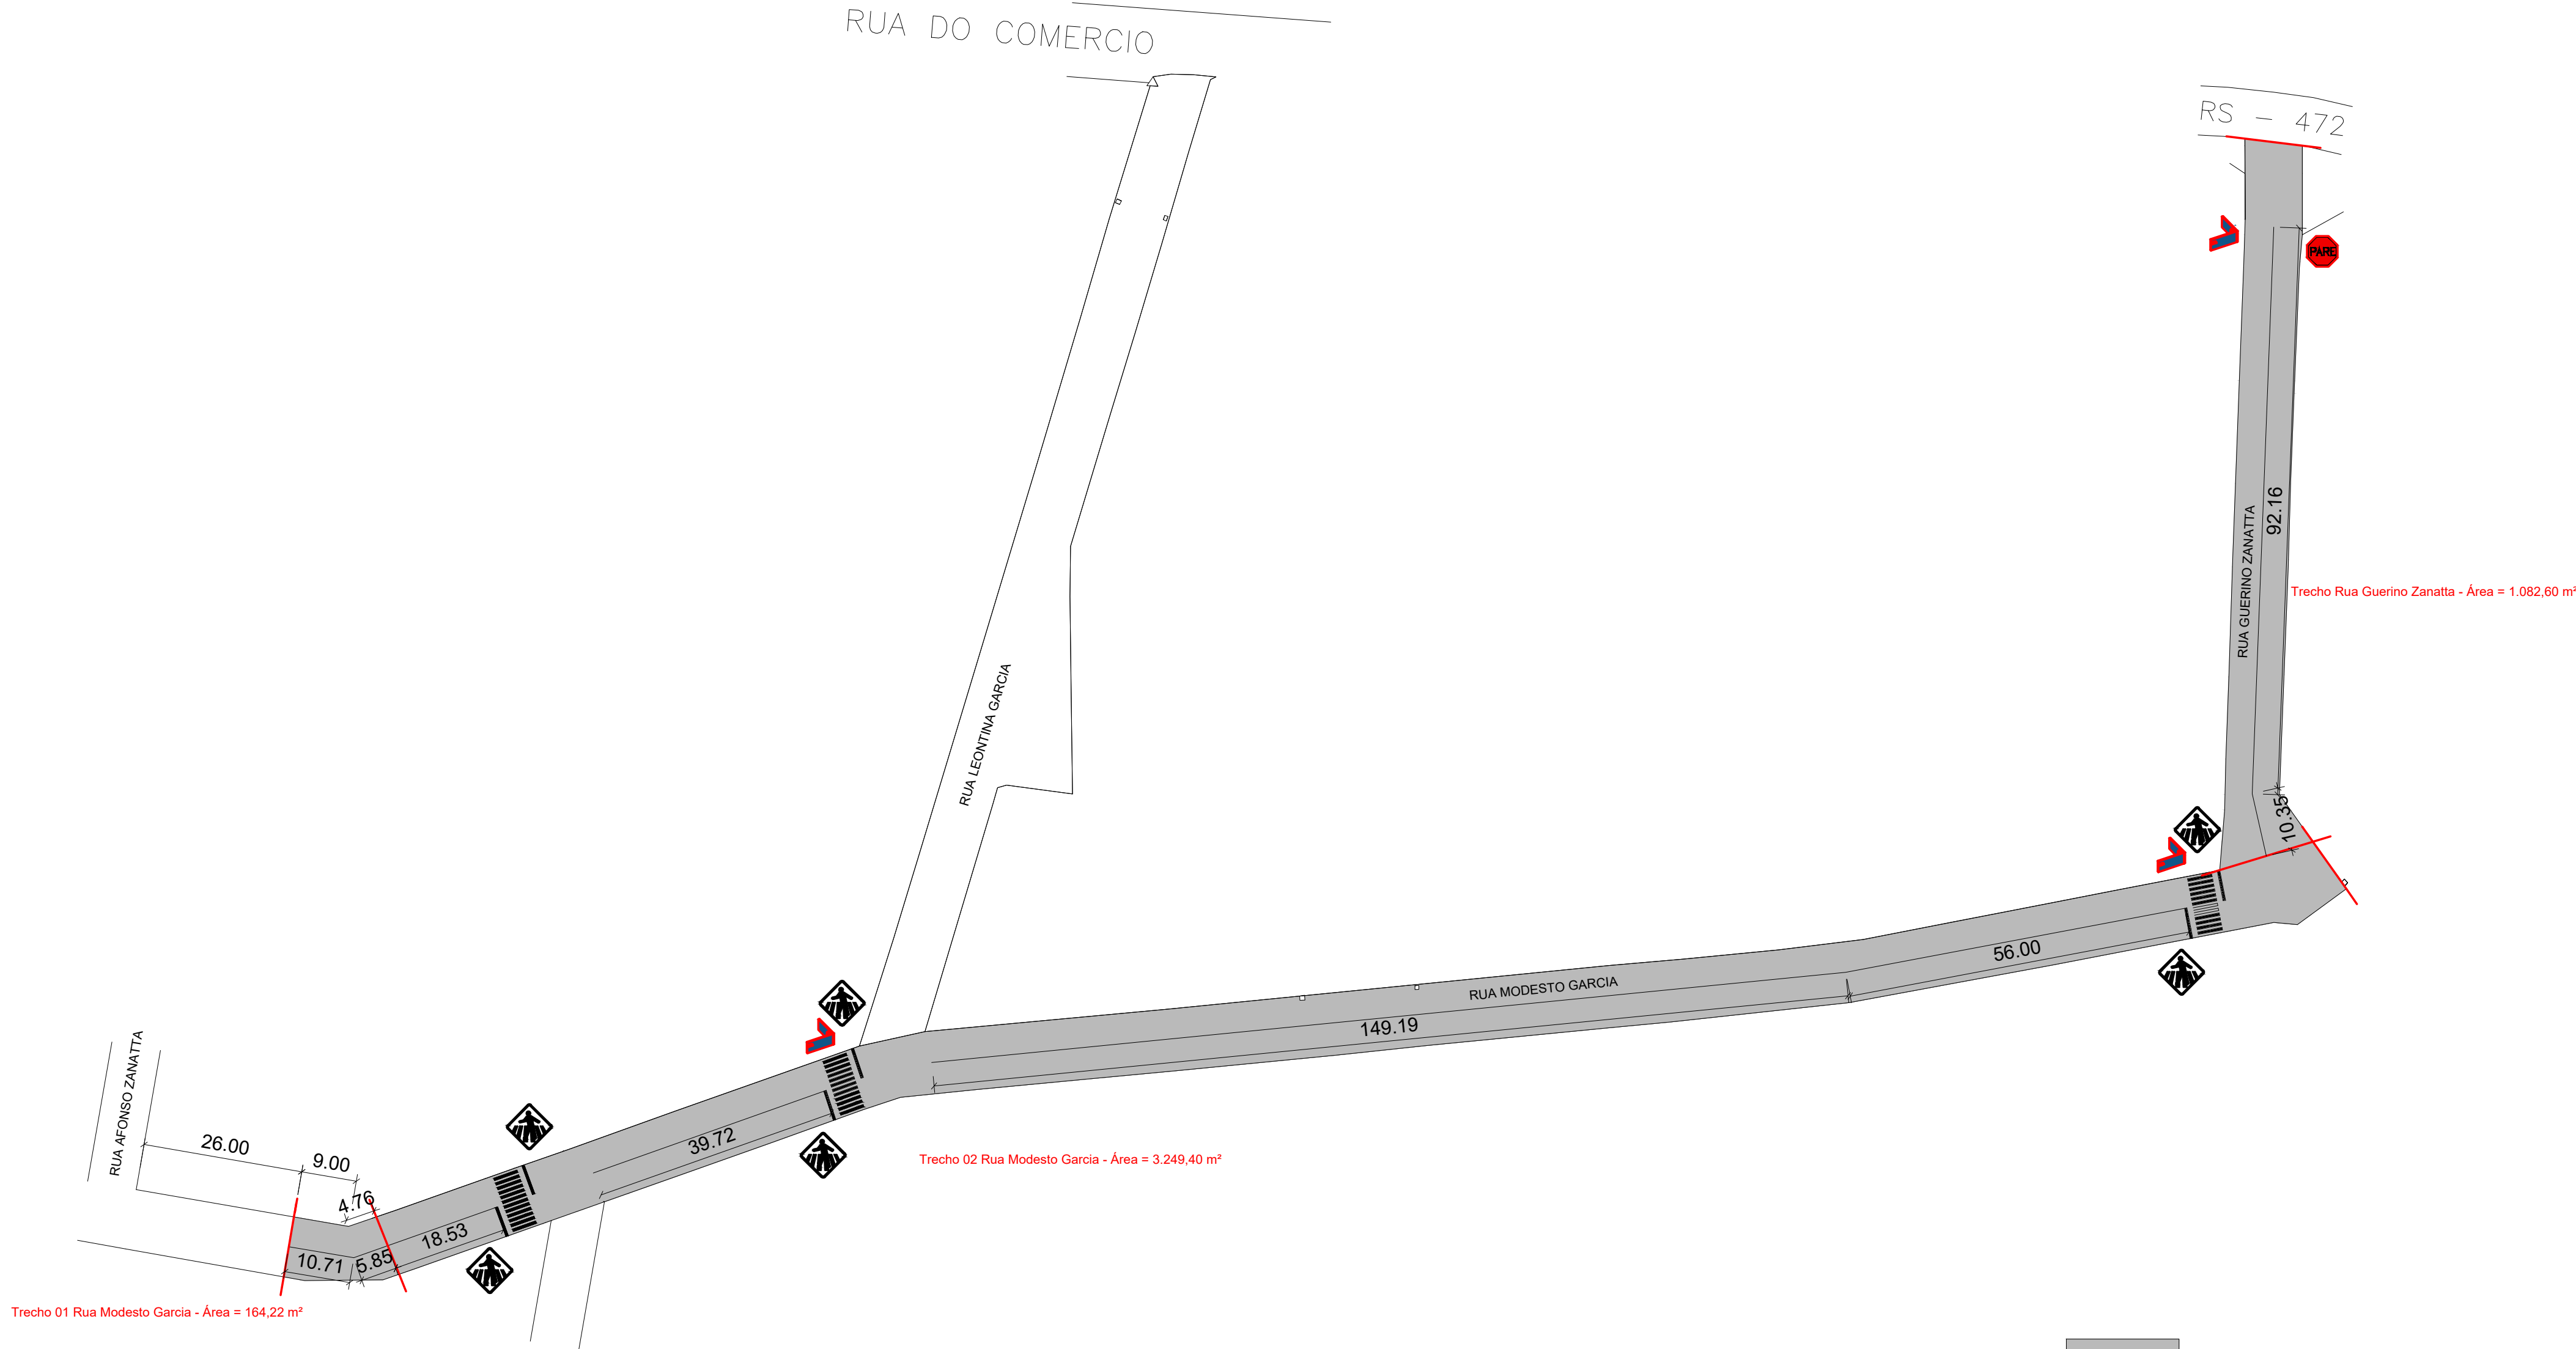 RUA DO COMERCIO
RS - 472
PARE
92.16
RUA GUERINO ZANATTA
Trecho Rua Guerino Zanatta - Área = 1.082,60 m²
RUA LEONTINA GARCIA
10.35
56.00
RUA MODESTO GARCIA
149.19
RUA AFONSO ZANATTA
26.00
9.00
39.72
Trecho 02 Rua Modesto Garcia - Área = 3.249,40 m²
4.76
18.53
10.71
5.85
Trecho 01 Rua Modesto Garcia - Área = 164,22 m²